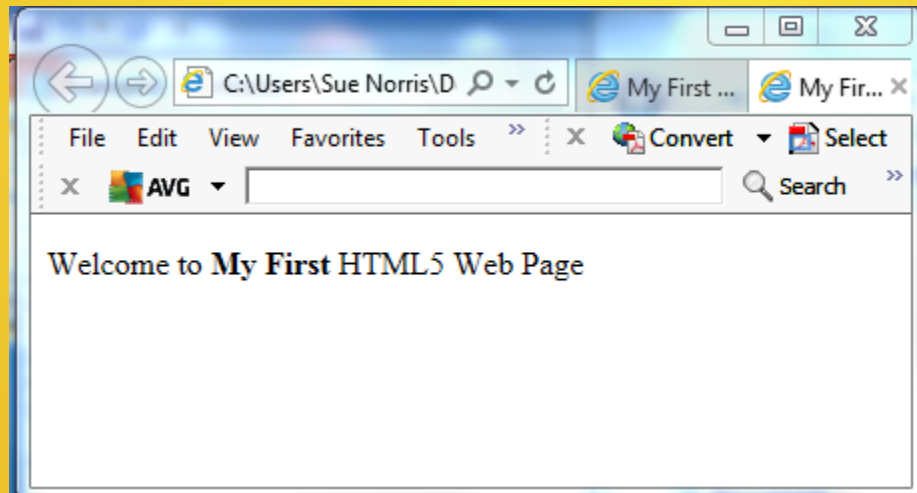 C:\Users\Sue Norris\D
My First ...
My Fir...
File Edit View Favorites Tools
Convert
Select
AVG
Search
Welcome to My First HTML5 Web Page